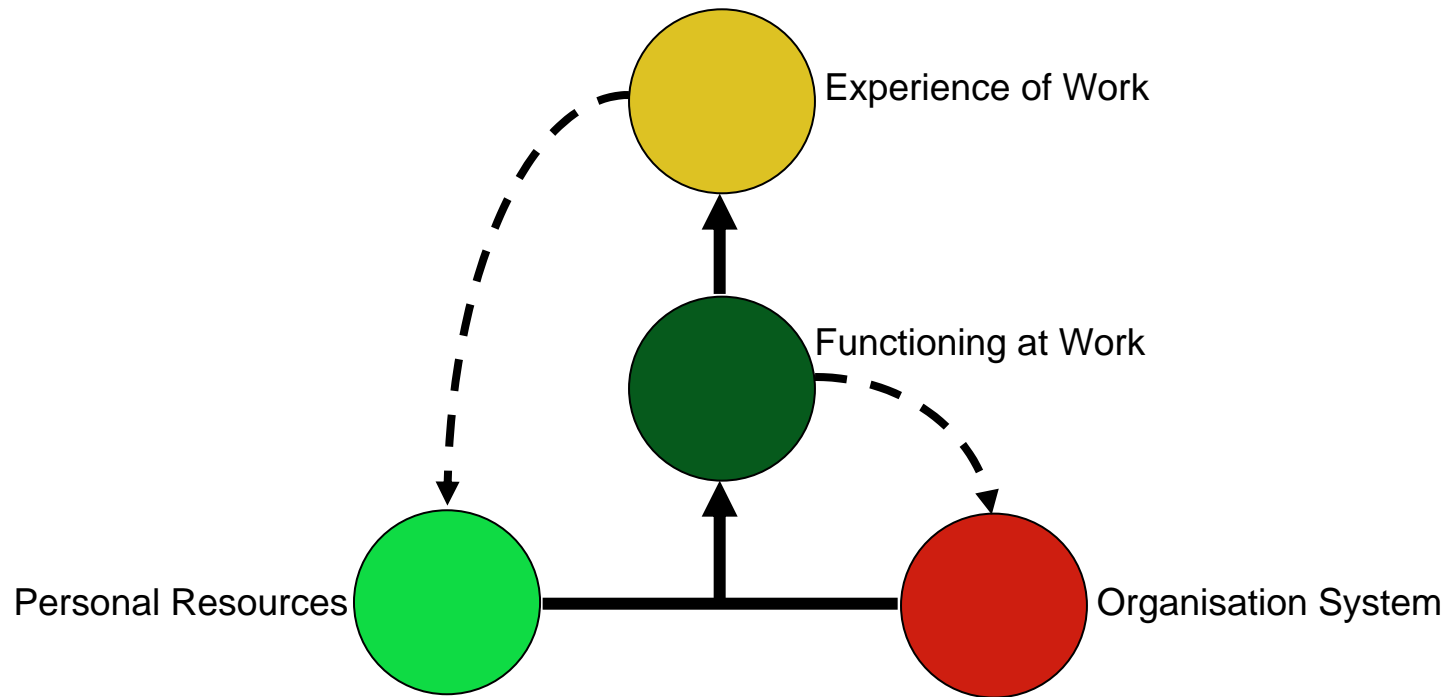 Experience of Work
Functioning at Work
Personal Resources
Organisation System